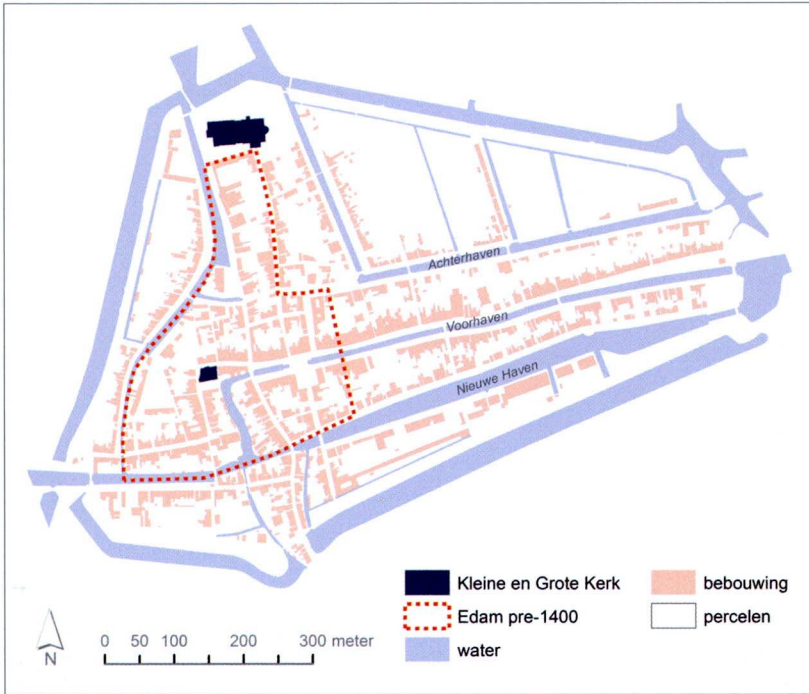 Achterhaven
Voorhaven
Nieuwe Haven
Kleine en Grote Kerk
Edam pre-1400
water
bebouwing
percelen
N
0 50 100 200 300 meter